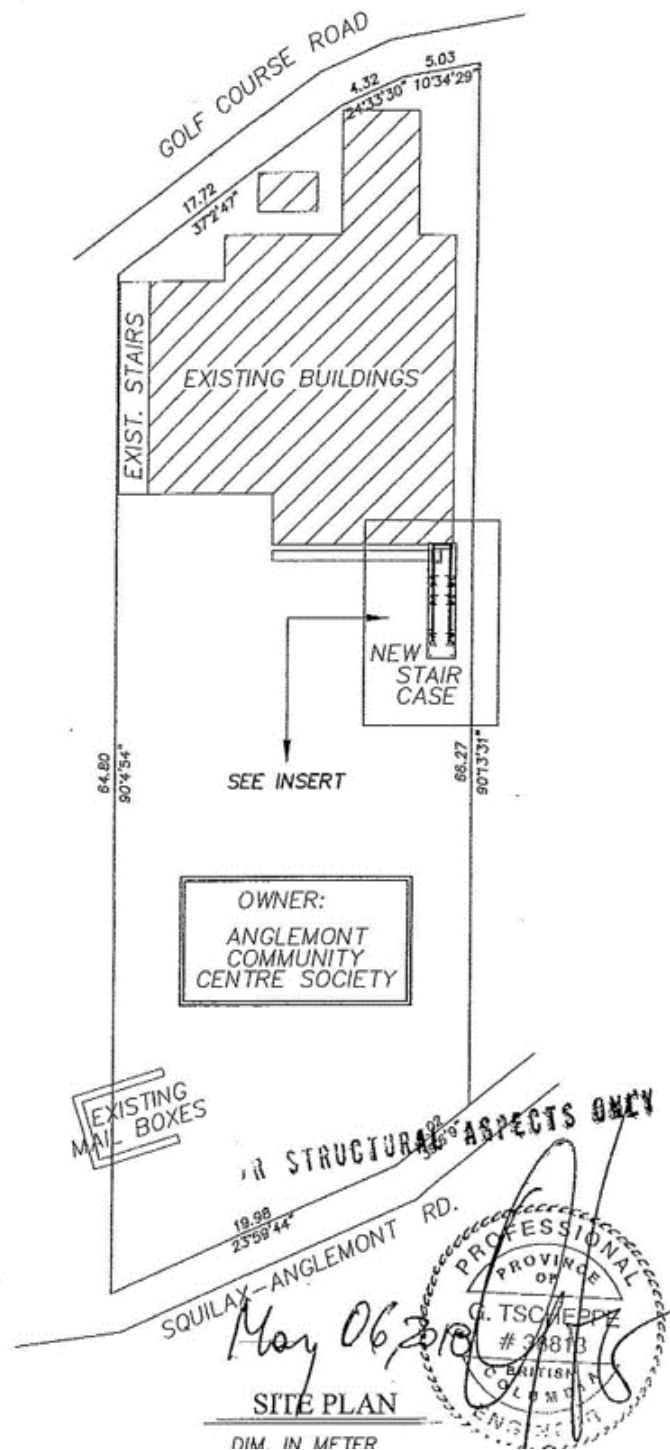 GOLF COURSE ROAD
5.03
10°34'29"
4.32
24°33'30"
17.72
37°2'47"
EXIST. STAIRS
EXISTING BUILDINGS
NEW
STAIR
CASE
SEE INSERT
64.80
90°4'54"
66.27
90°13'31"
OWNER:
ANGLEMONT
COMMUNITY
CENTRE SOCIETY
EXISTING
MAIL BOXES
STRUCTURAL ASPECTS ONLY
19.98
23°59'44"
SQUILAX-ANGLEMONT RD.
May 06, 2018
PROFESSIONAL
PROVINCE
OF
G. TSCHEPPE
BRITISH
COLUMBIA
ENGINEER
SITE PLAN
DIM. IN METER